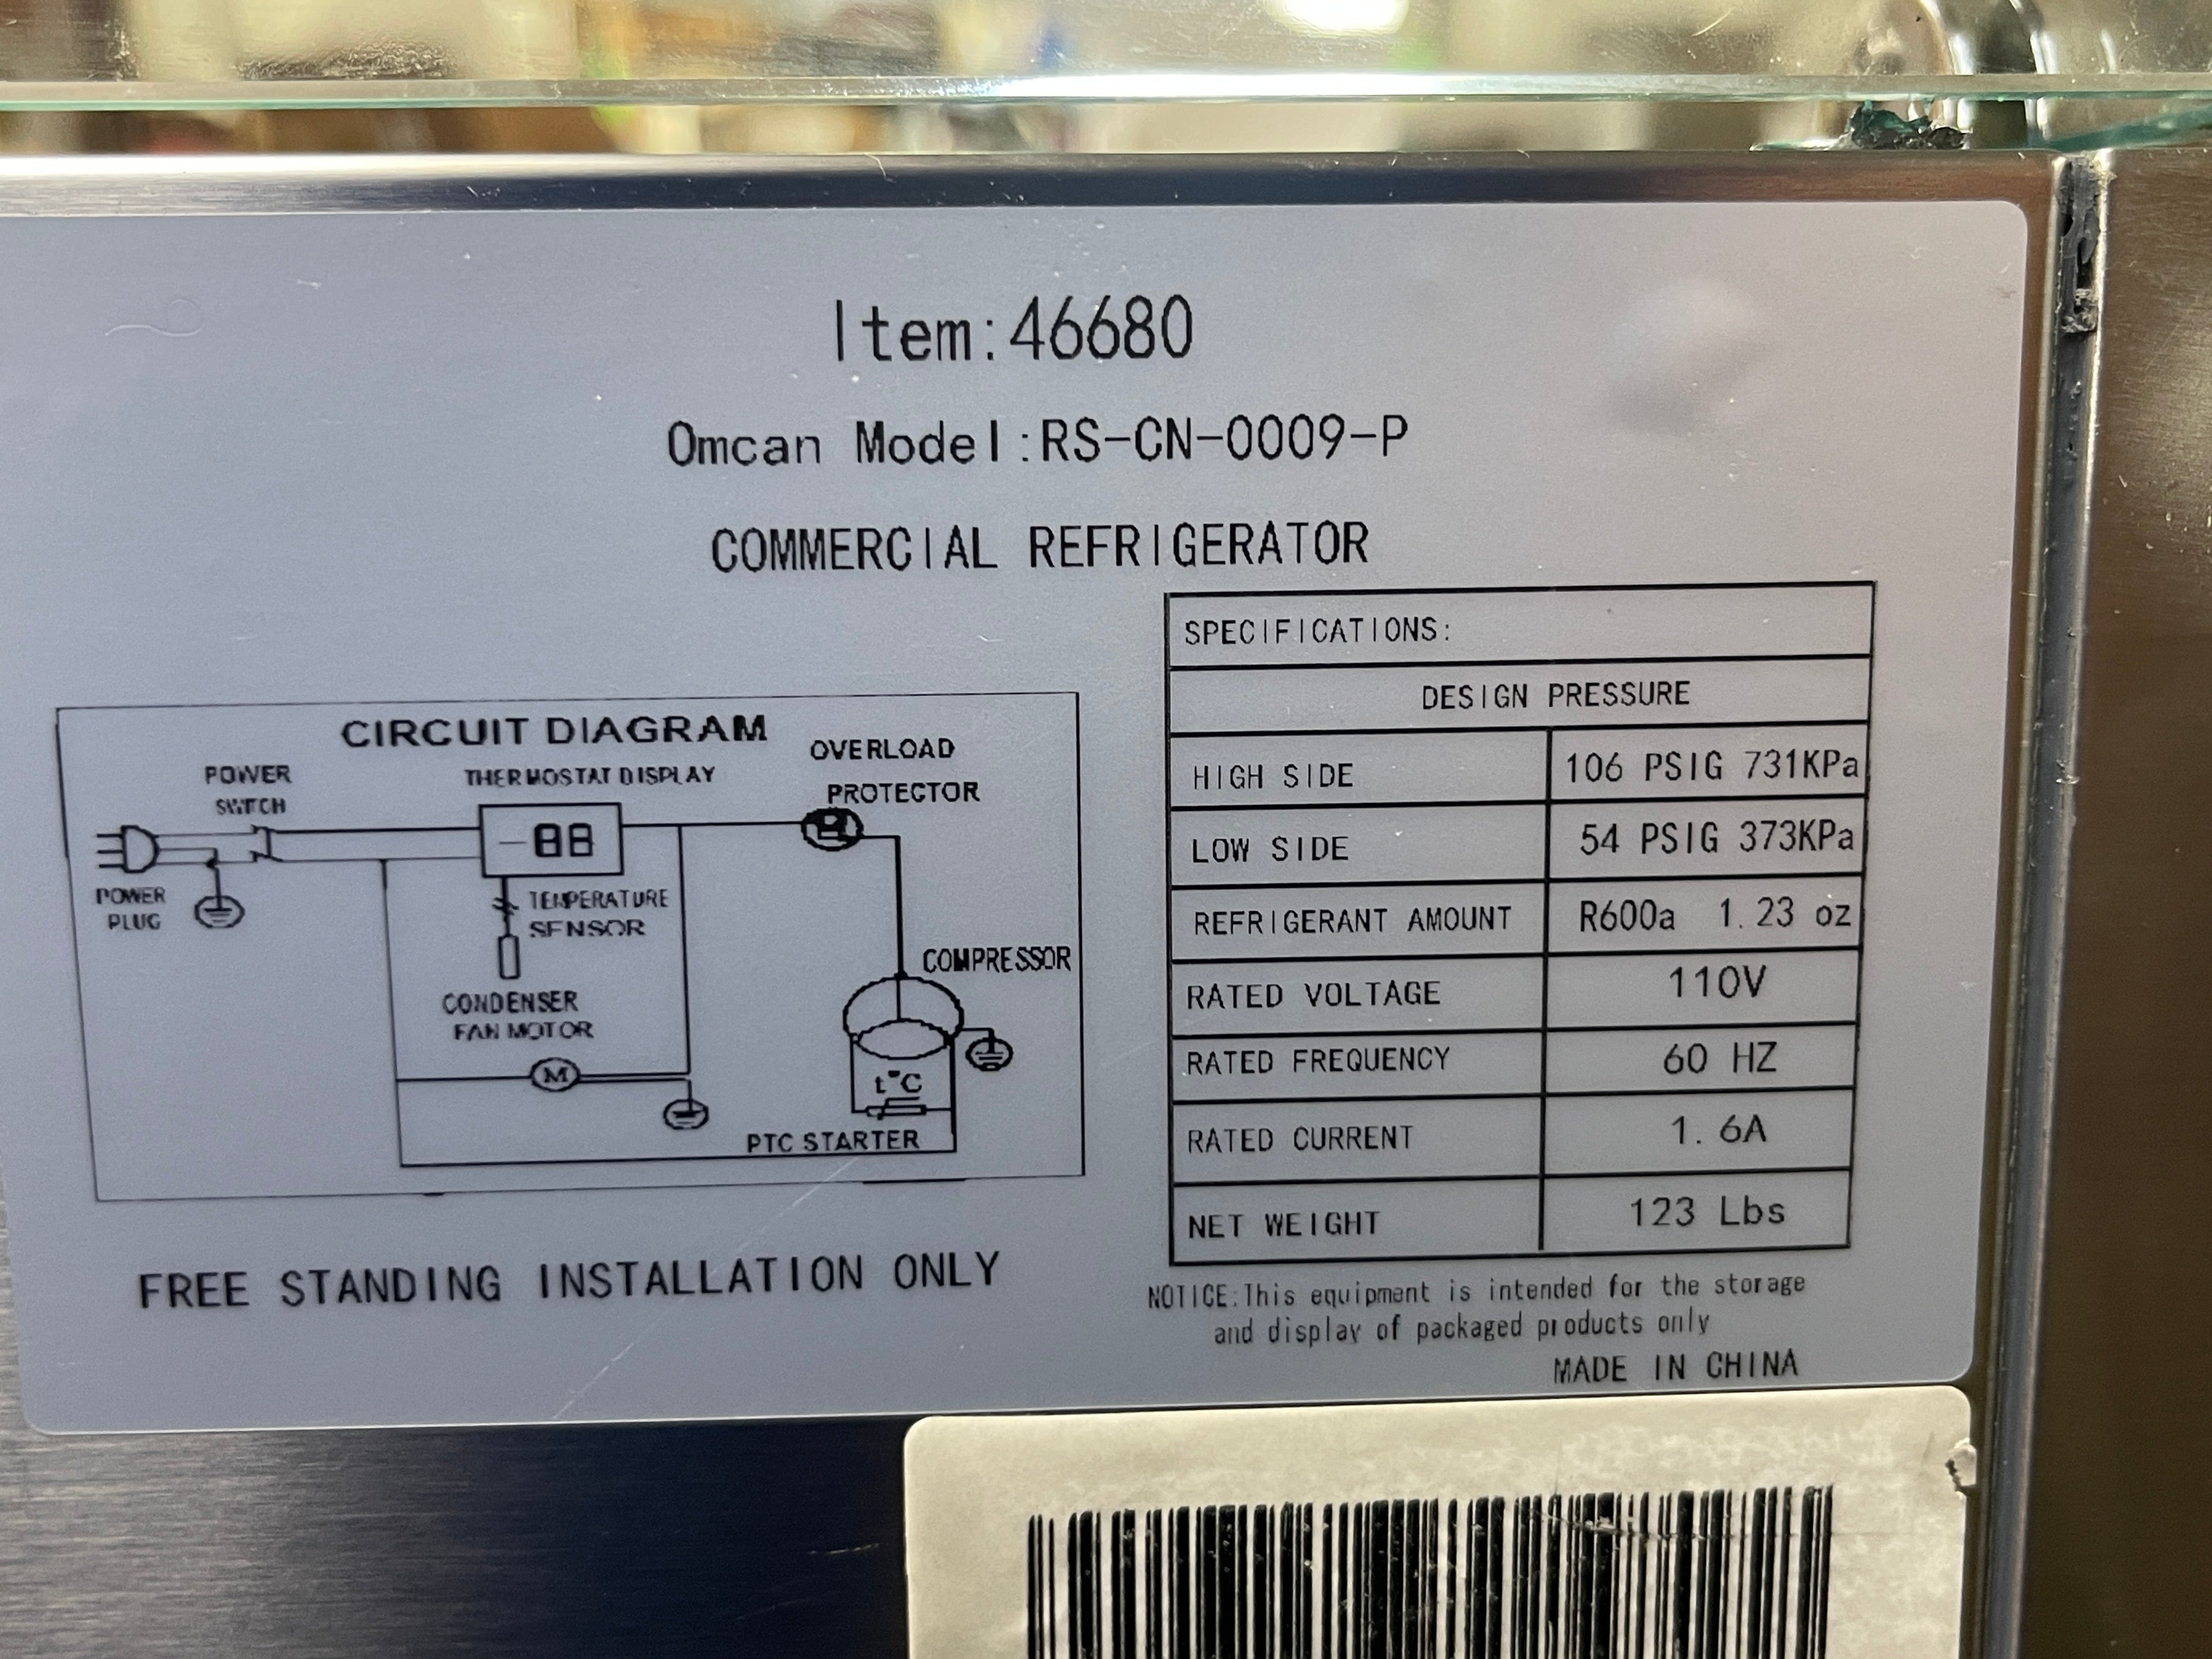 Item:46680
Omcan Model:RS-CN-0009-P
COMMERCIAL REFRIGERATOR
CIRCUIT DIAGRAM
POWER
SWITCH
THERMOSTAT DISPLAY
OVERLOAD
PROTECTOR
-88
POWER
PLUG
TEMPERATURE
SENSOR
CONDENSER
FAN MOTOR
M
COMPRESSOR
t°C
PTC STARTER
FREE STANDING INSTALLATION ONLY
SPECIFICATIONS:
DESIGN PRESSURE
HIGH SIDE 106 PSIG 731KPa
LOW SIDE 54 PSIG 373KPa
REFRIGERANT AMOUNT R600a 1.23 oz
RATED VOLTAGE 110V
RATED FREQUENCY 60 HZ
RATED CURRENT 1.6A
NET WEIGHT 123 Lbs
NOTICE:This equipment is intended for the storage
and display of packaged products only
MADE IN CHINA